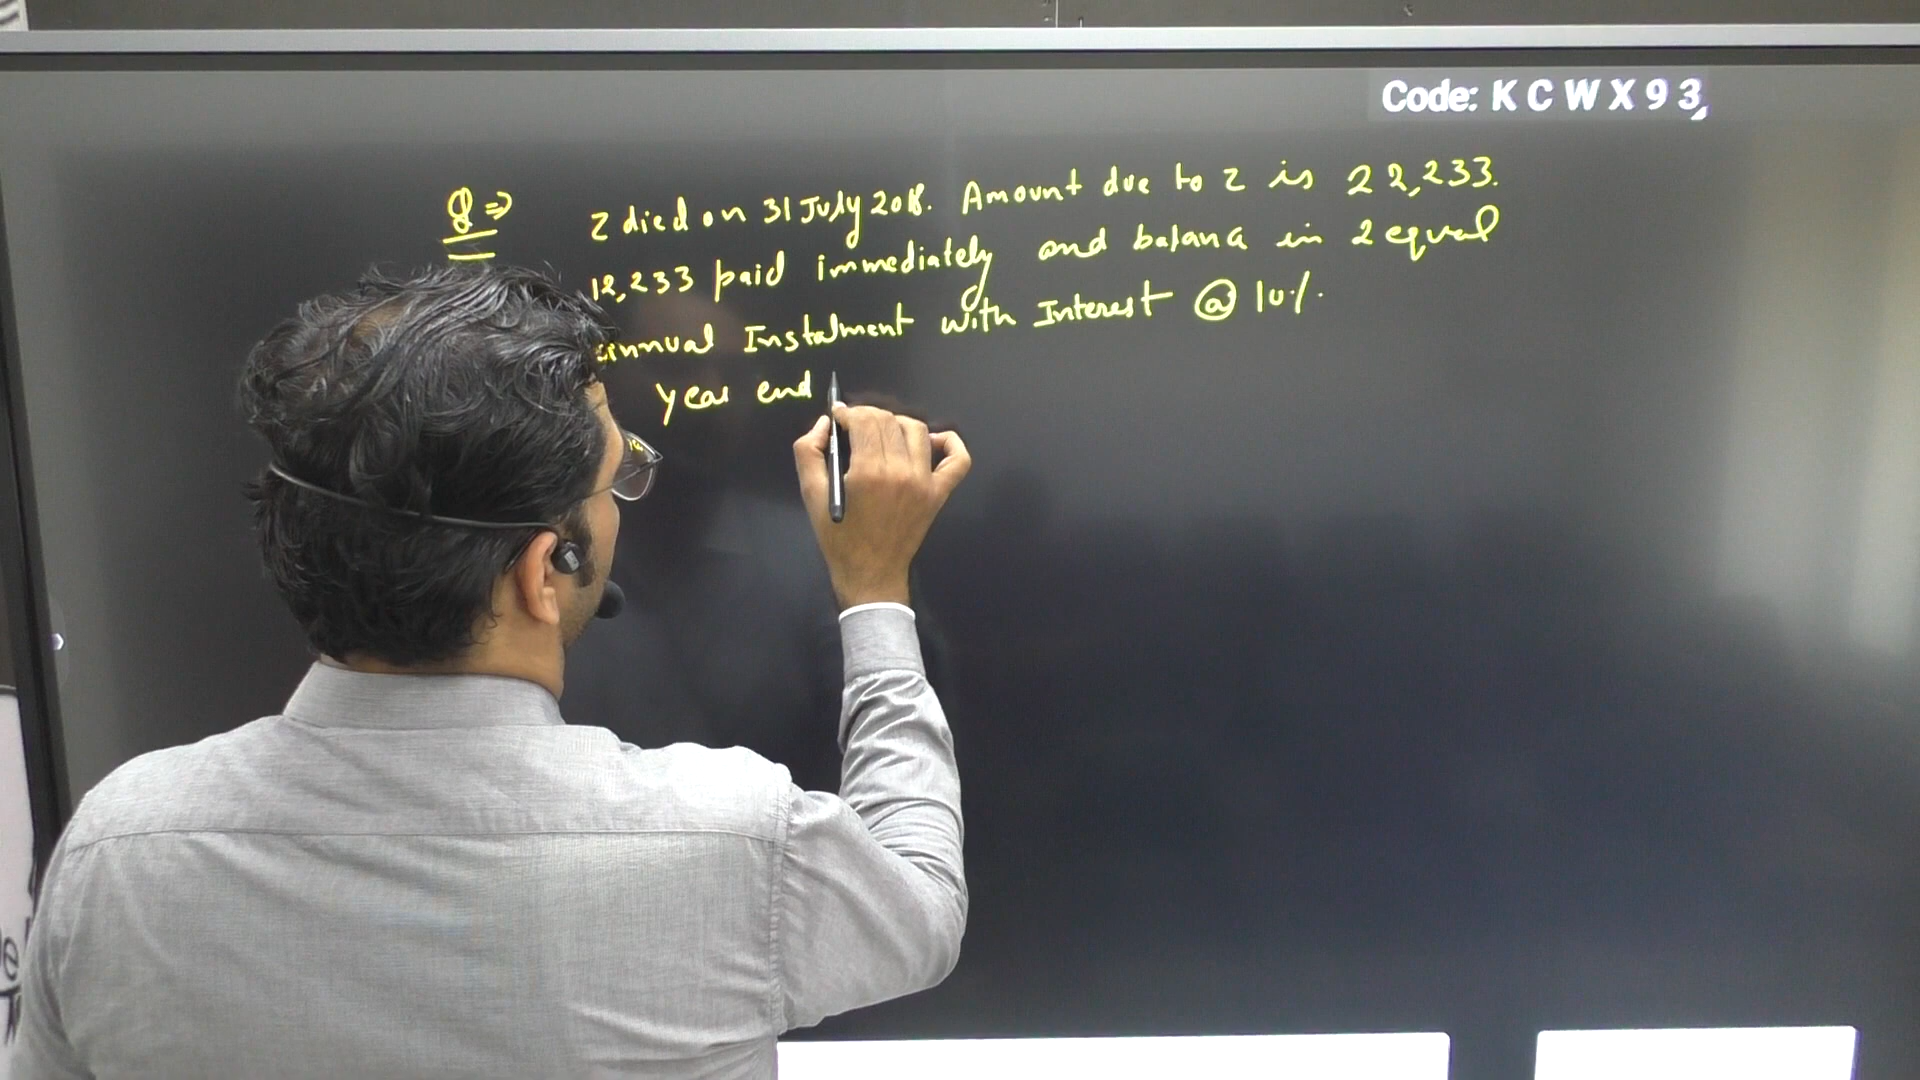 Code: K C W X 9 3
Q ⇒ Z died on 31 July 2018. Amount due to Z is 22,233.
12,233 paid immediately and balance in 2 equal
annual Instalment with Interest @ 10%.
year end